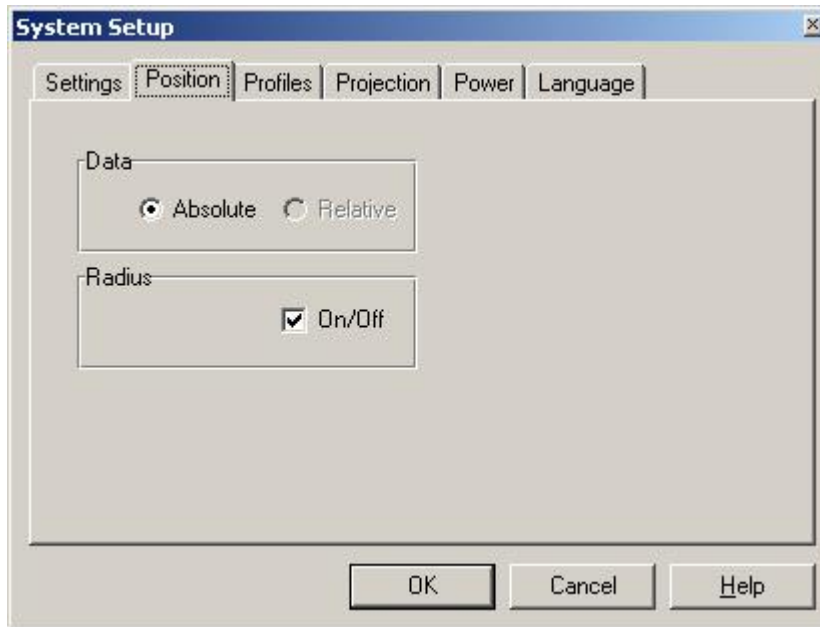 System Setup
Settings Position Profiles Projection Power Language
Data
Absolute Relative
Radius
On/Off
OK Cancel Help